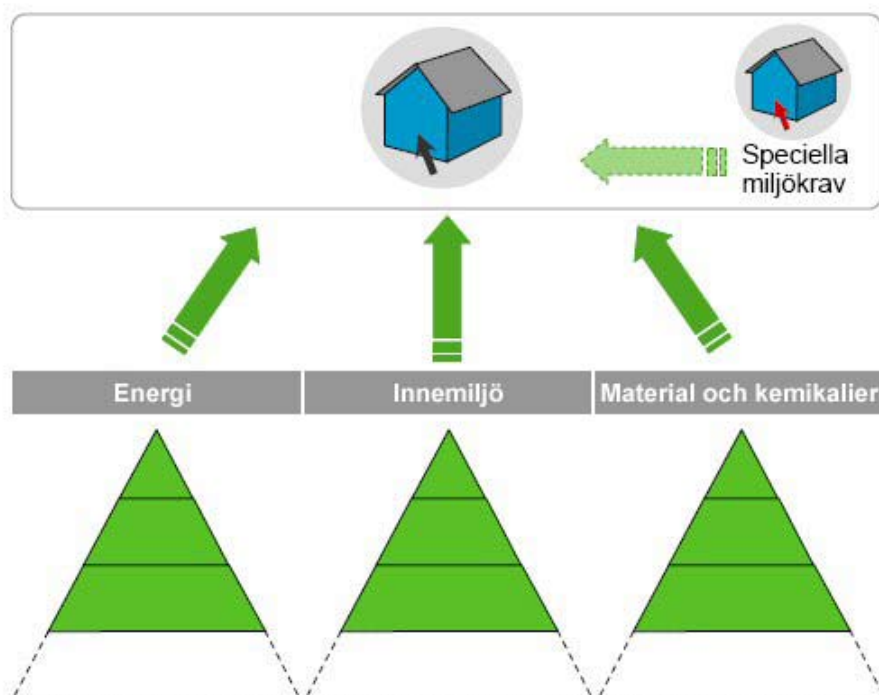 Speciella
miljökrav
Energi
Innemiljö
Material och kemikalier